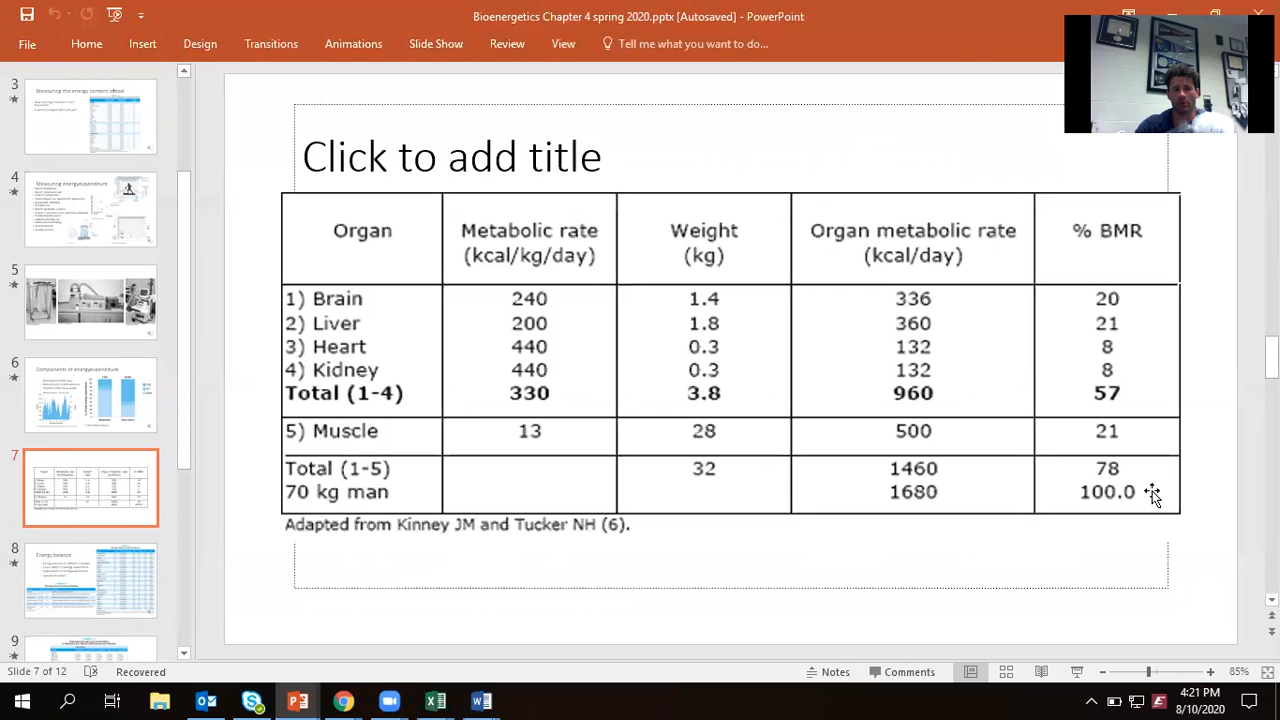 Bioenergetics Chapter 4 spring 2020.pptx [Autosaved] - PowerPoint
File Home Insert Design Transitions Animations Slide Show Review View Tell me what you want to do...
3
Measuring the energy content of food
4
Measuring energy expenditure
5
6
Components of energy expenditure
7
8
Energy balance
9
Click to add title
Organ Metabolic rate (kcal/kg/day) Weight (kg) Organ metabolic rate (kcal/day) % BMR
1) Brain 240 1.4 336 20
2) Liver 200 1.8 360 21
3) Heart 440 0.3 132 8
4) Kidney 440 0.3 132 8
Total (1-4) 330 3.8 960 57
5) Muscle 13 28 500 21
Total (1-5) 32 1460 78
70 kg man 1680 100.0
Adapted from Kinney JM and Tucker NH (6).
Slide 7 of 12 Recovered Notes Comments 85%
4:21 PM
8/10/2020